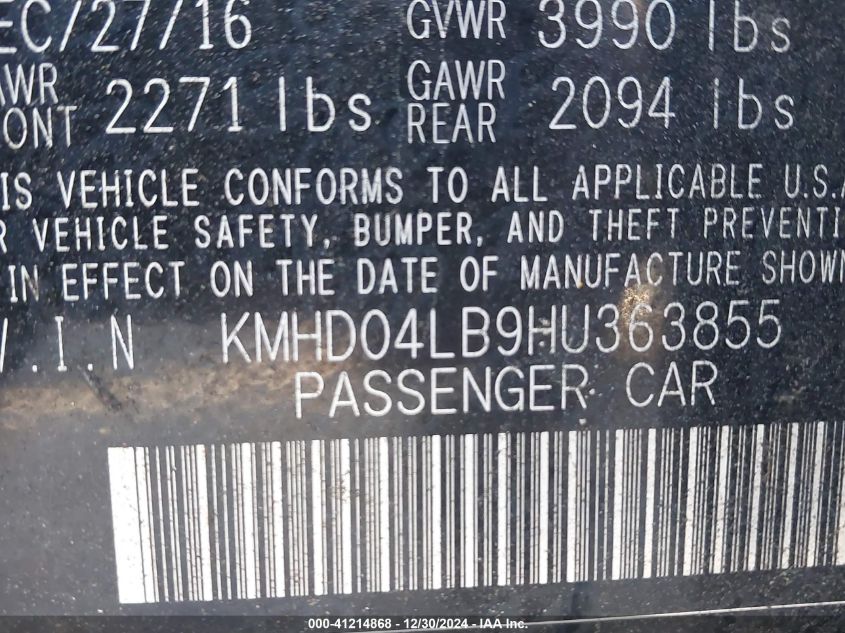 EC/27/16 GVWR 3990 lbs
AWR ONT 2271 lbs GAWR REAR 2094 lbs
IS VEHICLE CONFORMS TO ALL APPLICABLE U.S.A
R VEHICLE SAFETY, BUMPER, AND THEFT PREVENTI
IN EFFECT ON THE DATE OF MANUFACTURE SHOWN
V.I.N KMHD04LB9HU363855
PASSENGER CAR
000-41214868 - 12/30/2024 - IAA Inc.